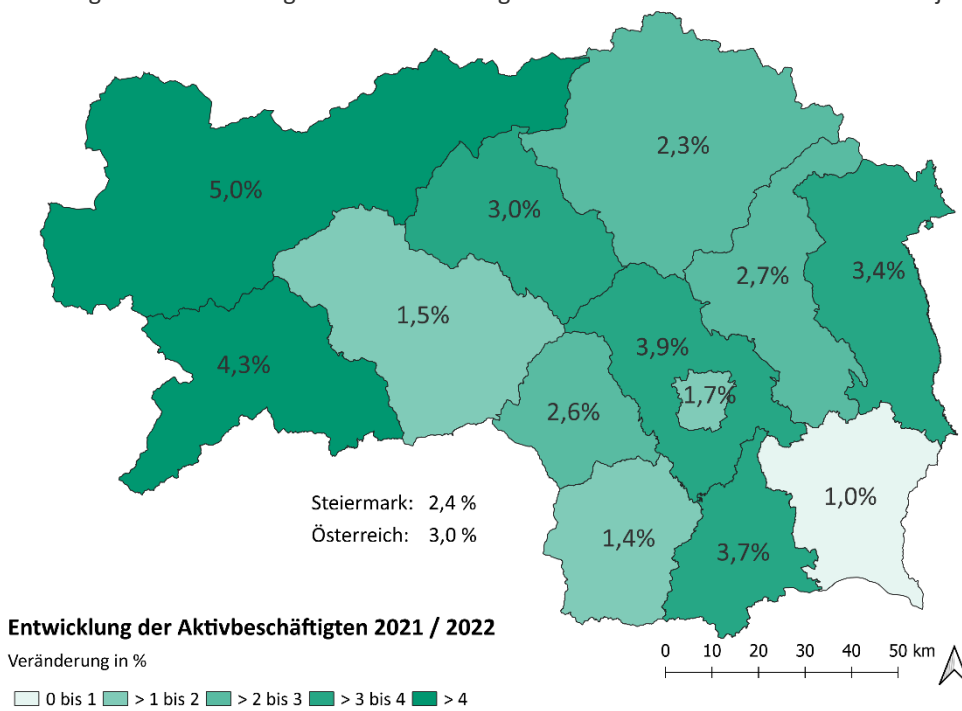 2,3%
5,0%
3,0%
2,7%
3,4%
1,5%
3,9%
4,3%
1,7%
2,6%
1,0%
Steiermark: 2,4 %
Österreich: 3,0 %
1,4%
3,7%
Entwicklung der Aktivbeschäftigten 2021 / 2022
Veränderung in %
0 10 20 30 40 50 km
0 bis 1 > 1 bis 2 > 2 bis 3 > 3 bis 4 > 4